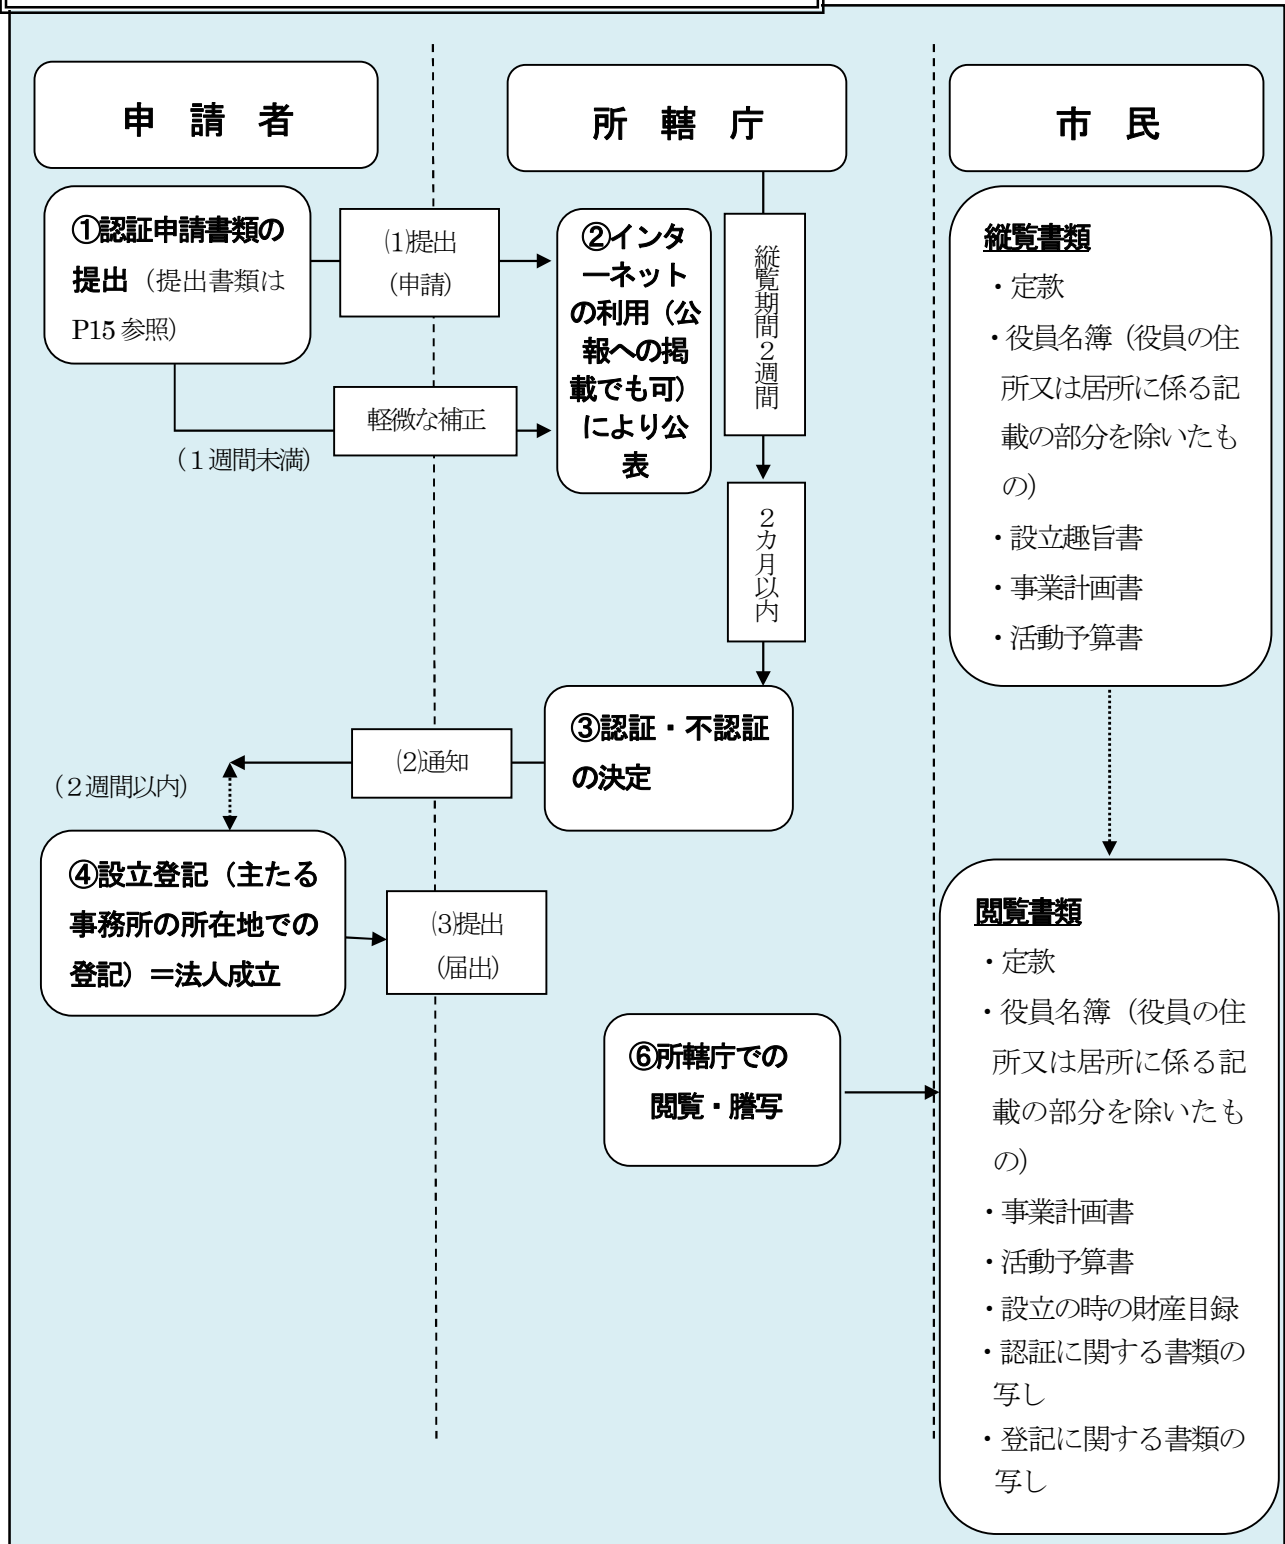 申 請 者
所 轄 庁
市 民
①認証申請書類の
提出（提出書類は
P15 参照）
⑴提出
（申請）
軽微な補正
（１週間未満）
②インタ
ーネット
の利用（公
報への掲
載でも可）
により公
表
縦覧期間２週間
２カ月以内
③認証・不認証
の決定
⑵通知
（２週間以内）
④設立登記（主たる
事務所の所在地での
登記）＝法人成立
⑶提出
（届出）
⑥所轄庁での
閲覧・謄写
縦覧書類
・定款
・役員名簿（役員の住
所又は居所に係る記
載の部分を除いたも
の）
・設立趣旨書
・事業計画書
・活動予算書
閲覧書類
・定款
・役員名簿（役員の住
所又は居所に係る記
載の部分を除いたも
の）
・事業計画書
・活動予算書
・設立の時の財産目録
・認証に関する書類の
写し
・登記に関する書類の
写し